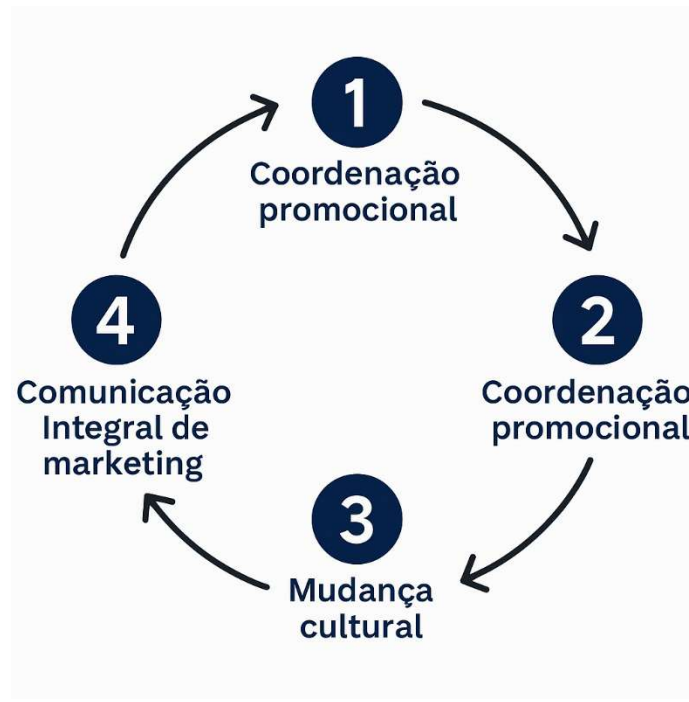 1
Coordenação
promocional
2
Coordenação
promocional
3
Mudança
cultural
4
Comunicação
Integral de
marketing